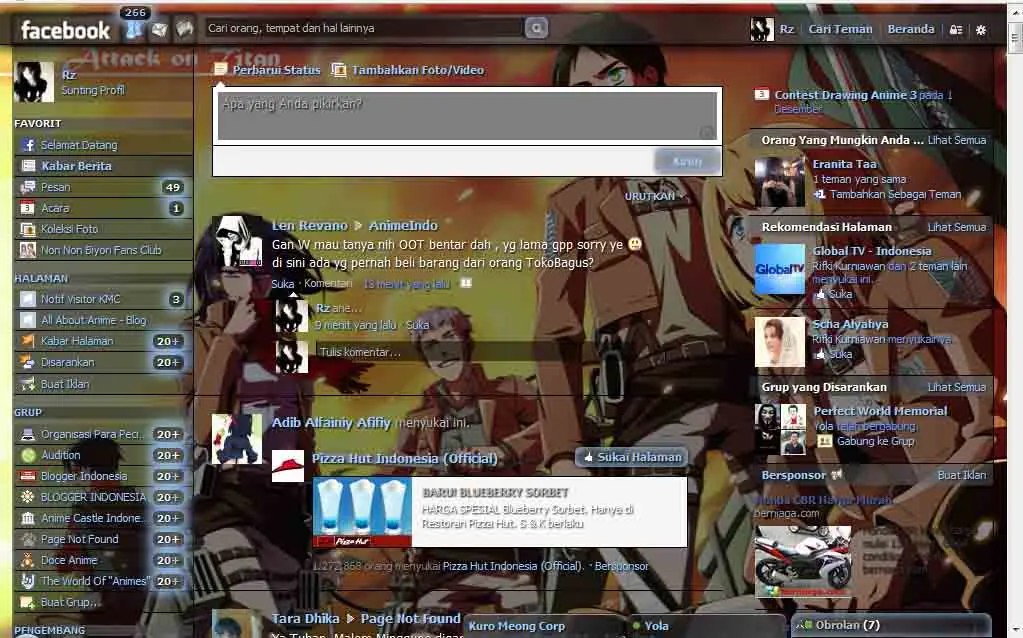 266
facebook
Cari orang, tempat dan hal lainnya
Rz
Cari Teman
Beranda
Attack on Titan
Rz
Sunting Profil
FAVORIT
Selamat Datang
Kabar Berita
Pesan 49
Acara 1
Koleksi Foto
Non Non Biyori Fans Club
HALAMAN
Notif Visitor KMC 3
All About Anime - Blog
Kabar Halaman 20+
Disarankan 20+
Buat Iklan
GRUP
Organisasi Para Peci... 20+
Audition 20+
Blogger Indonesia 20+
BLOGGER INDONESIA 20+
Anime Castle Indone... 20+
Page Not Found 20+
Doce Anime 20+
The World Of "Animes" 20+
Buat Grup...
PENGEMBANG
Perbarui Status
Tambahkan Foto/Video
Apa yang Anda pikirkan?
Kirim
URUTKAN
Len Revano AnimeIndo
Gan W mau tanya nih OOT bentar dah , yg lama gpp sorry ye
di sini ada yg pernah beli barang dari orang TokoBagus?
Suka · Komentari · 13 menit yang lalu
Rz ane...
9 menit yang lalu · Suka
Tulis komentar...
Adib Alfainiy Afifiy menyukai ini.
Pizza Hut Indonesia (Official)
Sukai Halaman
BARU! BLUEBERRY SORBET
HARGA SPESIAL Blueberry Sorbet. Hanya di
Restoran Pizza Hut. S & K berlaku
Pizza Hut
1.272.858 orang menyukai Pizza Hut Indonesia (Official). · Bersponsor
Tara Dhika Page Not Found
Ya Tuhan, Malem Minggune digar
Contest Drawing Anime 3 pada 1
Desember
Orang Yang Mungkin Anda ... Lihat Semua
Eranita Taa
1 teman yang sama
Tambahkan Sebagai Teman
Rekomendasi Halaman Lihat Semua
GlobalTV
Global TV - Indonesia
Rifki Kurniawan dan 2 teman lain
menyukai ini.
Suka
Scha Alyahya
Rifki Kurniawan menyukainya.
Suka
Grup yang Disarankan Lihat Semua
Perfect World Memorial
Yola telah bergabung.
Gabung ke Grup
Bersponsor Buat Iklan
Honda CBR Harga Murah
berniaga.com
berniaga.com
Kuro Meong Corp
Yola
Obrolan (7)